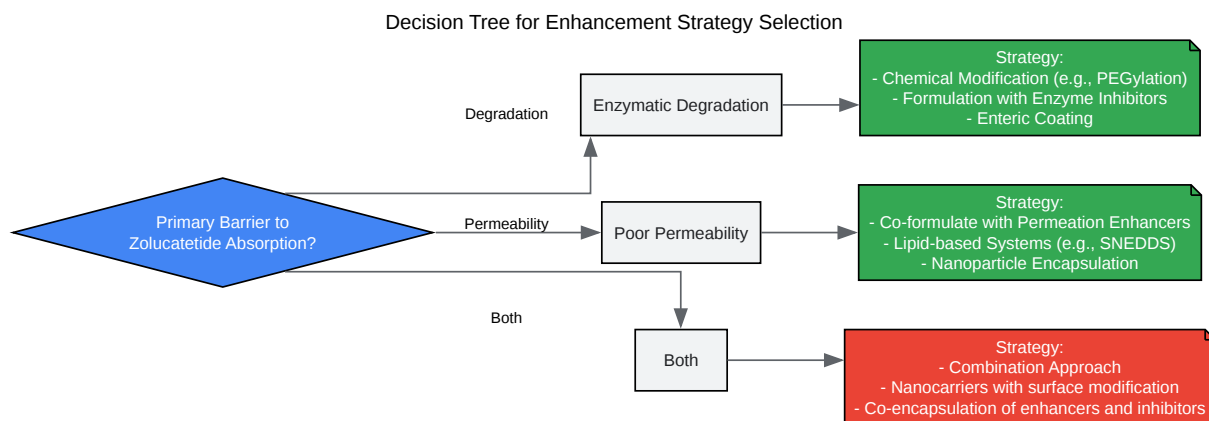 Decision Tree for Enhancement Strategy Selection
Strategy:
- Chemical Modification (e.g., PEGylation)
- Formulation with Enzyme Inhibitors
- Enteric Coating
Enzymatic Degradation
Degradation
Primary Barrier to
Zolucatetide Absorption?
Permeability
Poor Permeability
Strategy:
- Co-formulate with Permeation Enhancers
- Lipid-based Systems (e.g., SNEDDS)
- Nanoparticle Encapsulation
Both
Both
Strategy:
- Combination Approach
- Nanocarriers with surface modification
- Co-encapsulation of enhancers and inhibitors